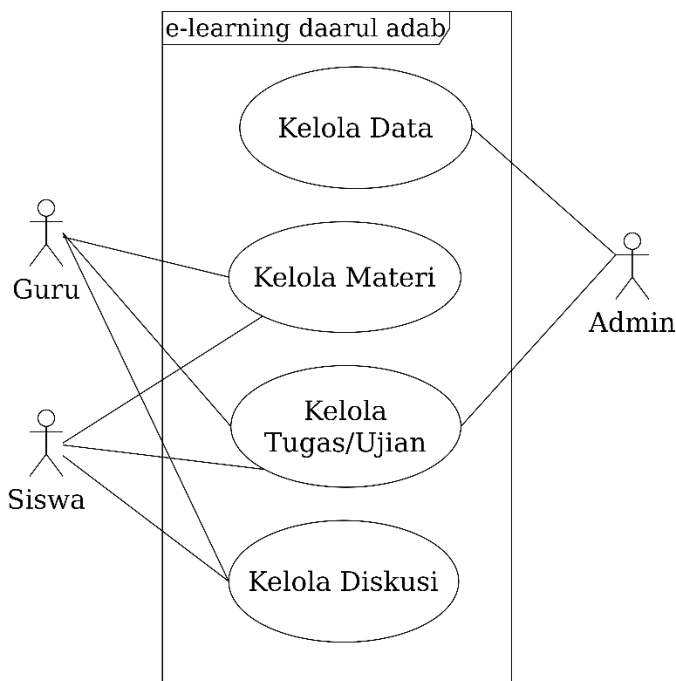 e-learning daarul adab
Kelola Data
Guru
Kelola Materi
Admin
Siswa
Kelola
Tugas/Ujian
Kelola Diskusi